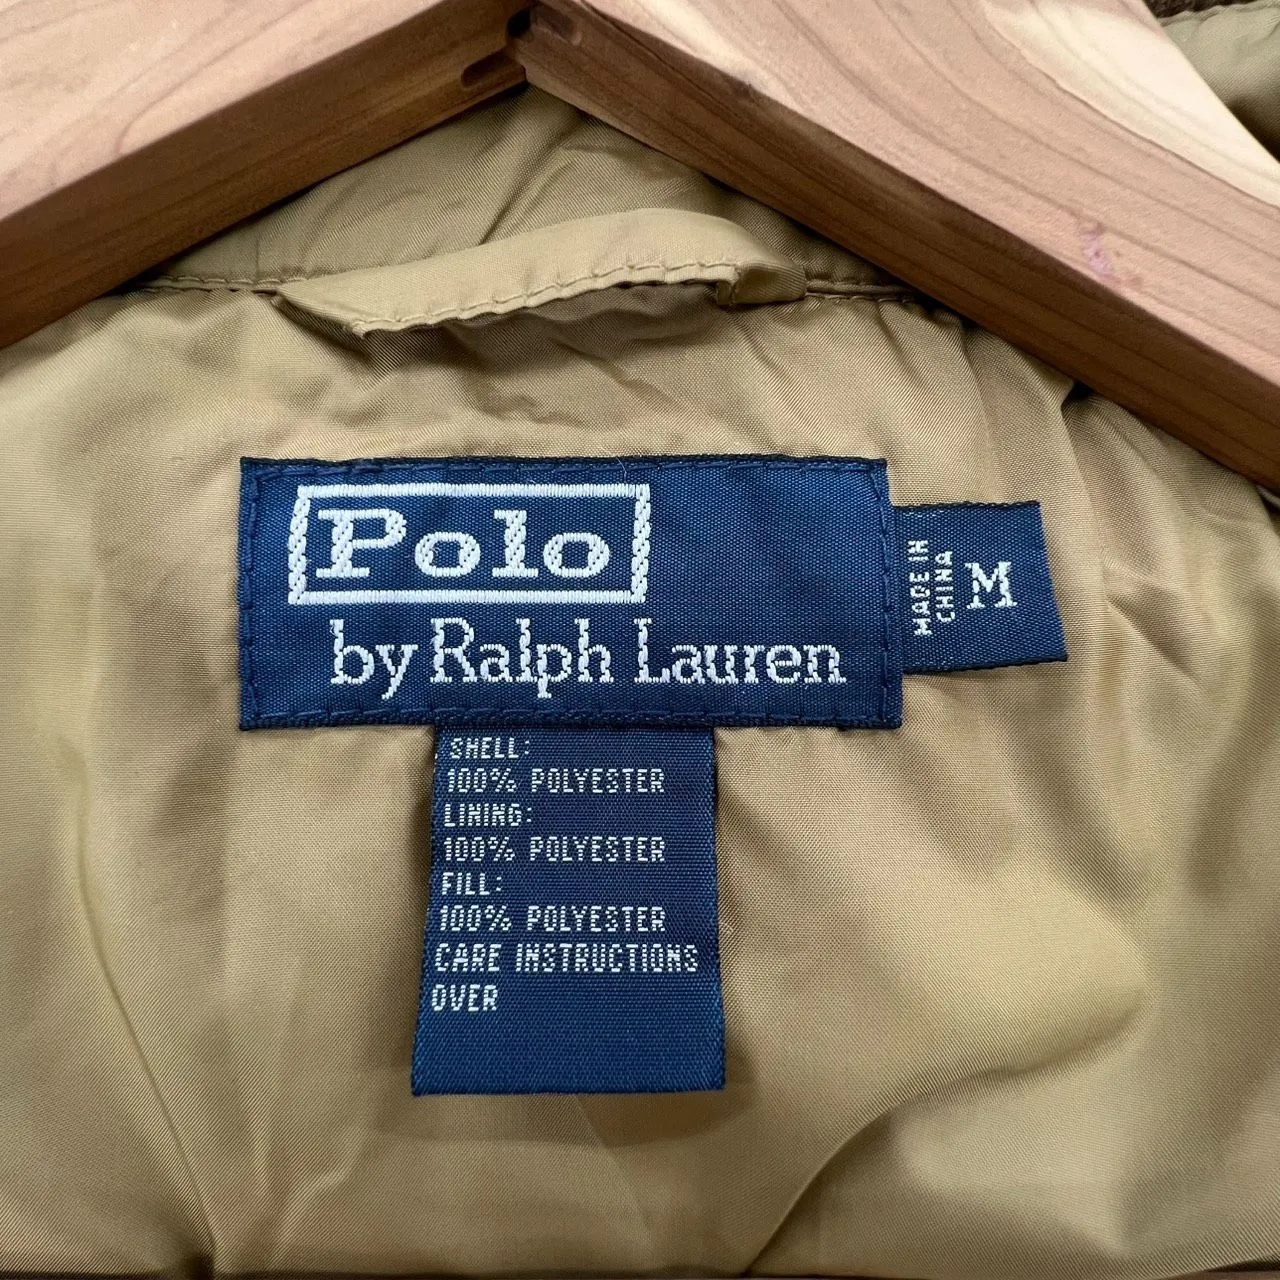 Polo
by Ralph Lauren
MADE IN
CHINA
M
SHELL:
100% POLYESTER
LINING:
100% POLYESTER
FILL:
100% POLYESTER
CARE INSTRUCTIONS
OVER